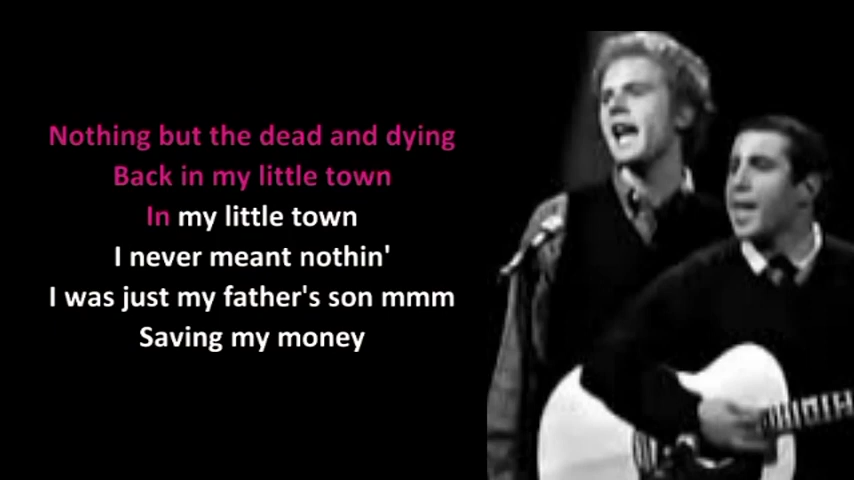 Nothing but the dead and dying
Back in my little town
In my little town
I never meant nothin'
I was just my father's son mmm
Saving my money